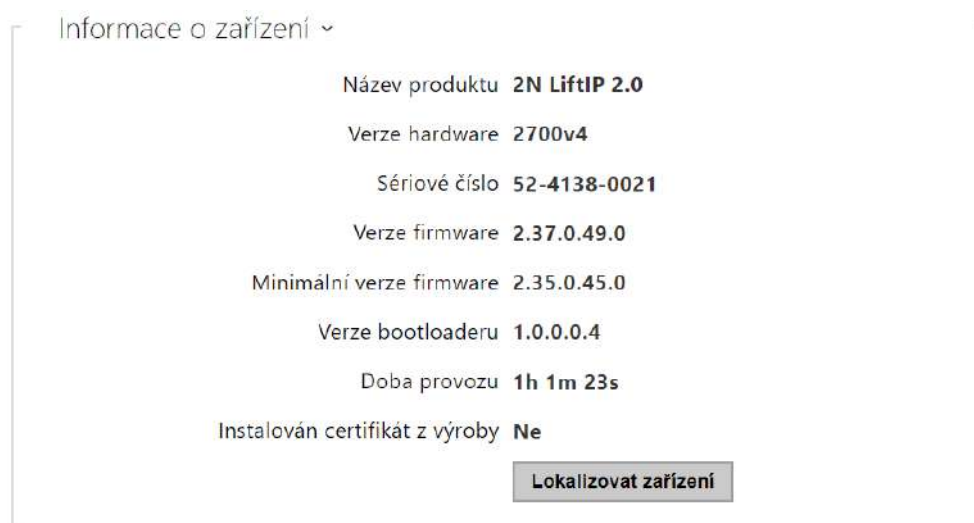 Informace o zařízení
Název produktu 2N LiftIP 2.0
Verze hardware 2700v4
Sériové číslo 52-4138-0021
Verze firmware 2.37.0.49.0
Minimální verze firmware 2.35.0.45.0
Verze bootloaderu 1.0.0.0.4
Doba provozu 1h 1m 23s
Instalován certifikát z výroby Ne
Lokalizovat zařízení